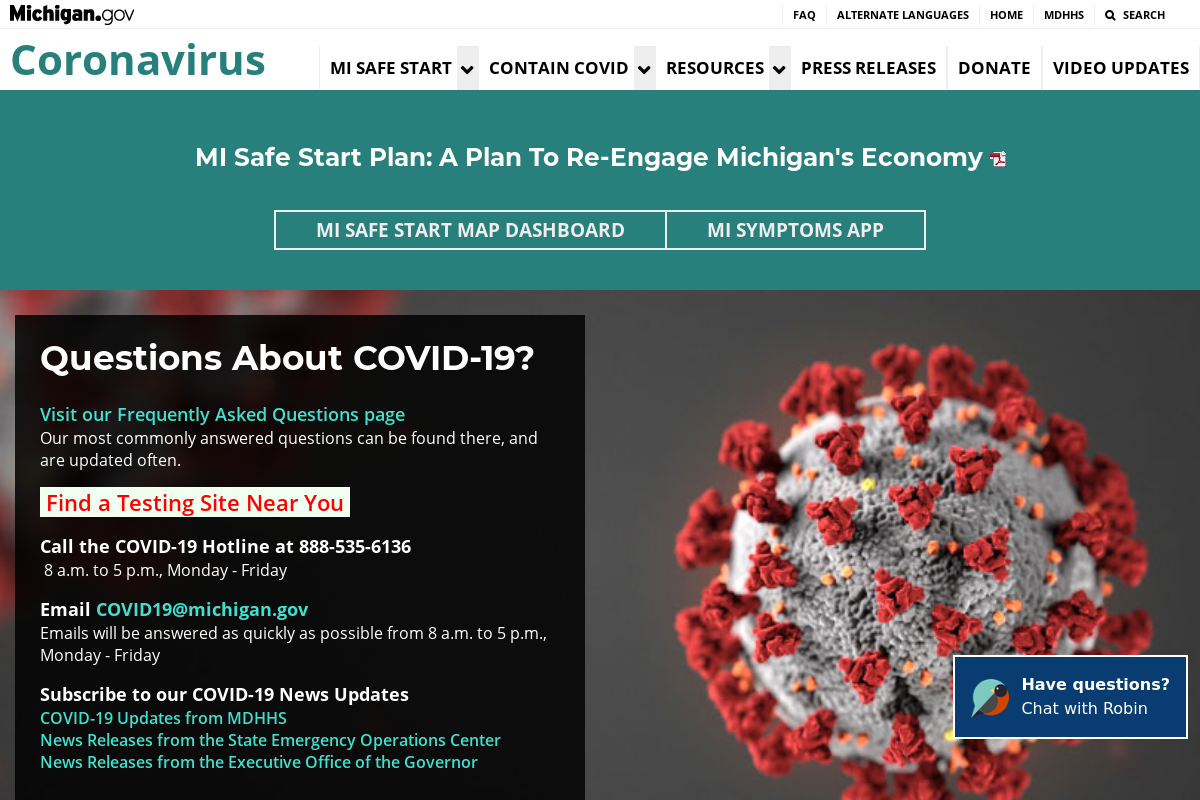 Michigan.gov
FAQ ALTERNATE LANGUAGES HOME MDHHS SEARCH
Coronavirus
MI SAFE START CONTAIN COVID RESOURCES PRESS RELEASES DONATE VIDEO UPDATES
MI Safe Start Plan: A Plan To Re-Engage Michigan's Economy
MI SAFE START MAP DASHBOARD MI SYMPTOMS APP
Questions About COVID-19?
Visit our Frequently Asked Questions page
Our most commonly answered questions can be found there, and
are updated often.
Find a Testing Site Near You
Call the COVID-19 Hotline at 888-535-6136
8 a.m. to 5 p.m., Monday - Friday
Email COVID19@michigan.gov
Emails will be answered as quickly as possible from 8 a.m. to 5 p.m.,
Monday - Friday
Subscribe to our COVID-19 News Updates
COVID-19 Updates from MDHHS
News Releases from the State Emergency Operations Center
News Releases from the Executive Office of the Governor
Have questions?
Chat with Robin